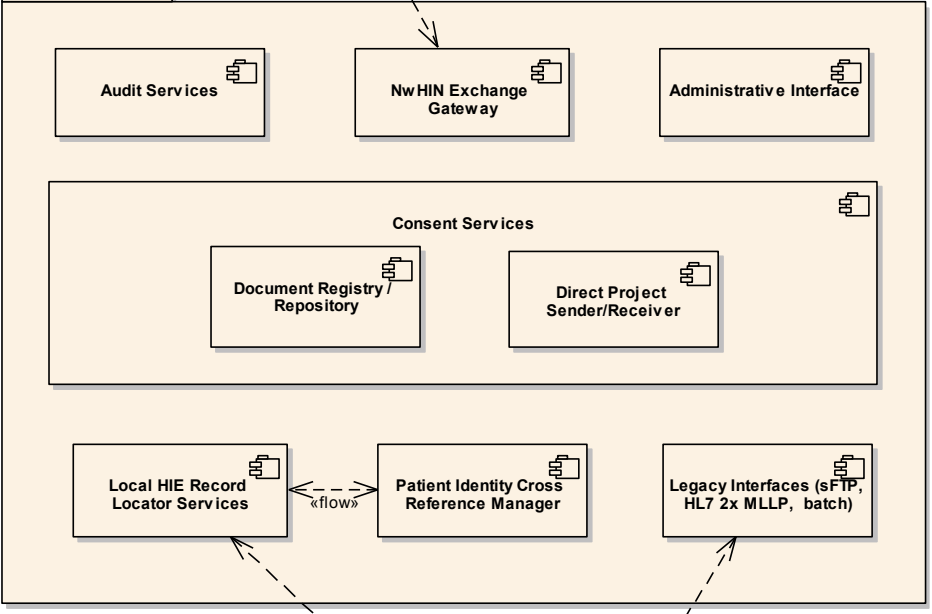 Audit Services
NwHIN Exchange
Gateway
Administrative Interface
Consent Services
Document Registry /
Repository
Direct Project
Sender/Receiver
Local HIE Record
Locator Services
«flow»
Patient Identity Cross
Reference Manager
Legacy Interfaces (sFTP,
HL7 2x MLLP, batch)